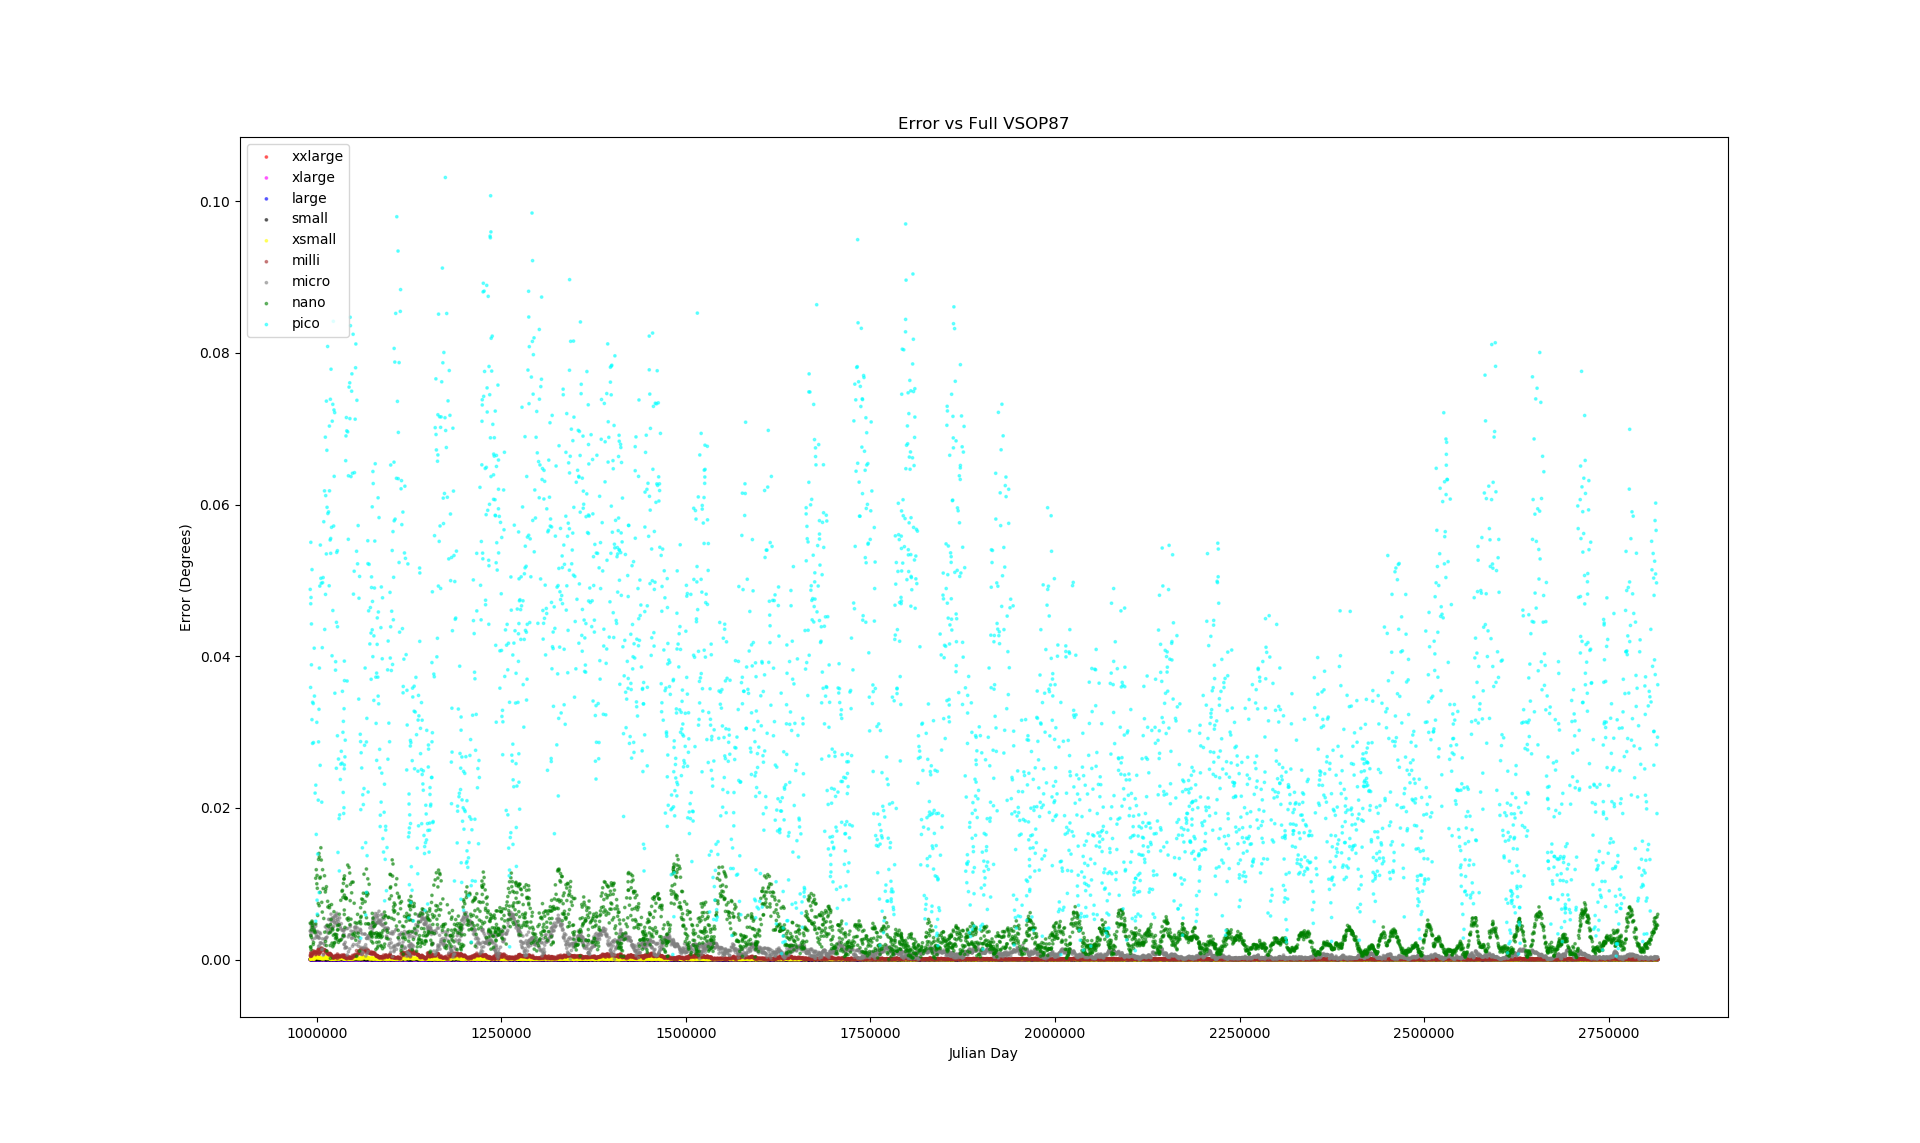 Error vs Full VSOP87
xxlarge
xlarge
large
small
xsmall
milli
micro
nano
pico
0.10
0.08
0.06
0.04
0.02
0.00
Error (Degrees)
1000000 1250000 1500000 1750000 2000000 2250000 2500000 2750000
Julian Day